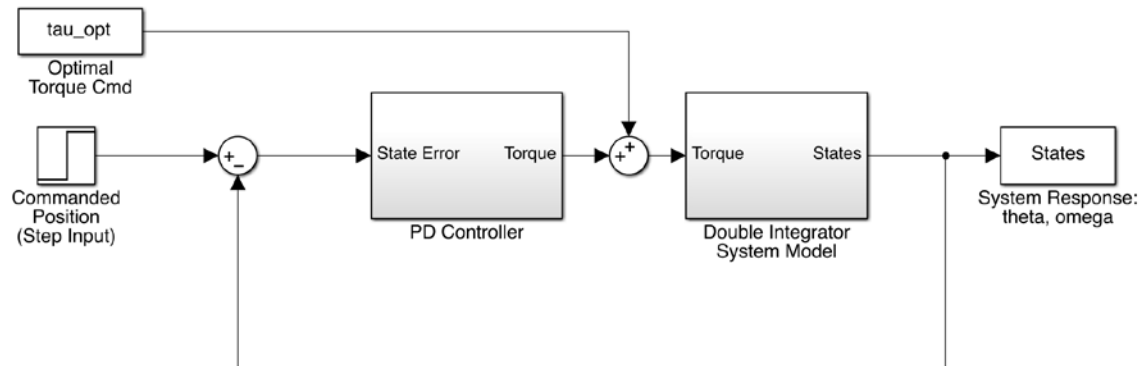 tau_opt
Optimal
Torque Cmd
Commanded
Position
(Step Input)
+
−
State Error
Torque
PD Controller
+
+
Torque
States
Double Integrator
System Model
States
System Response:
theta, omega